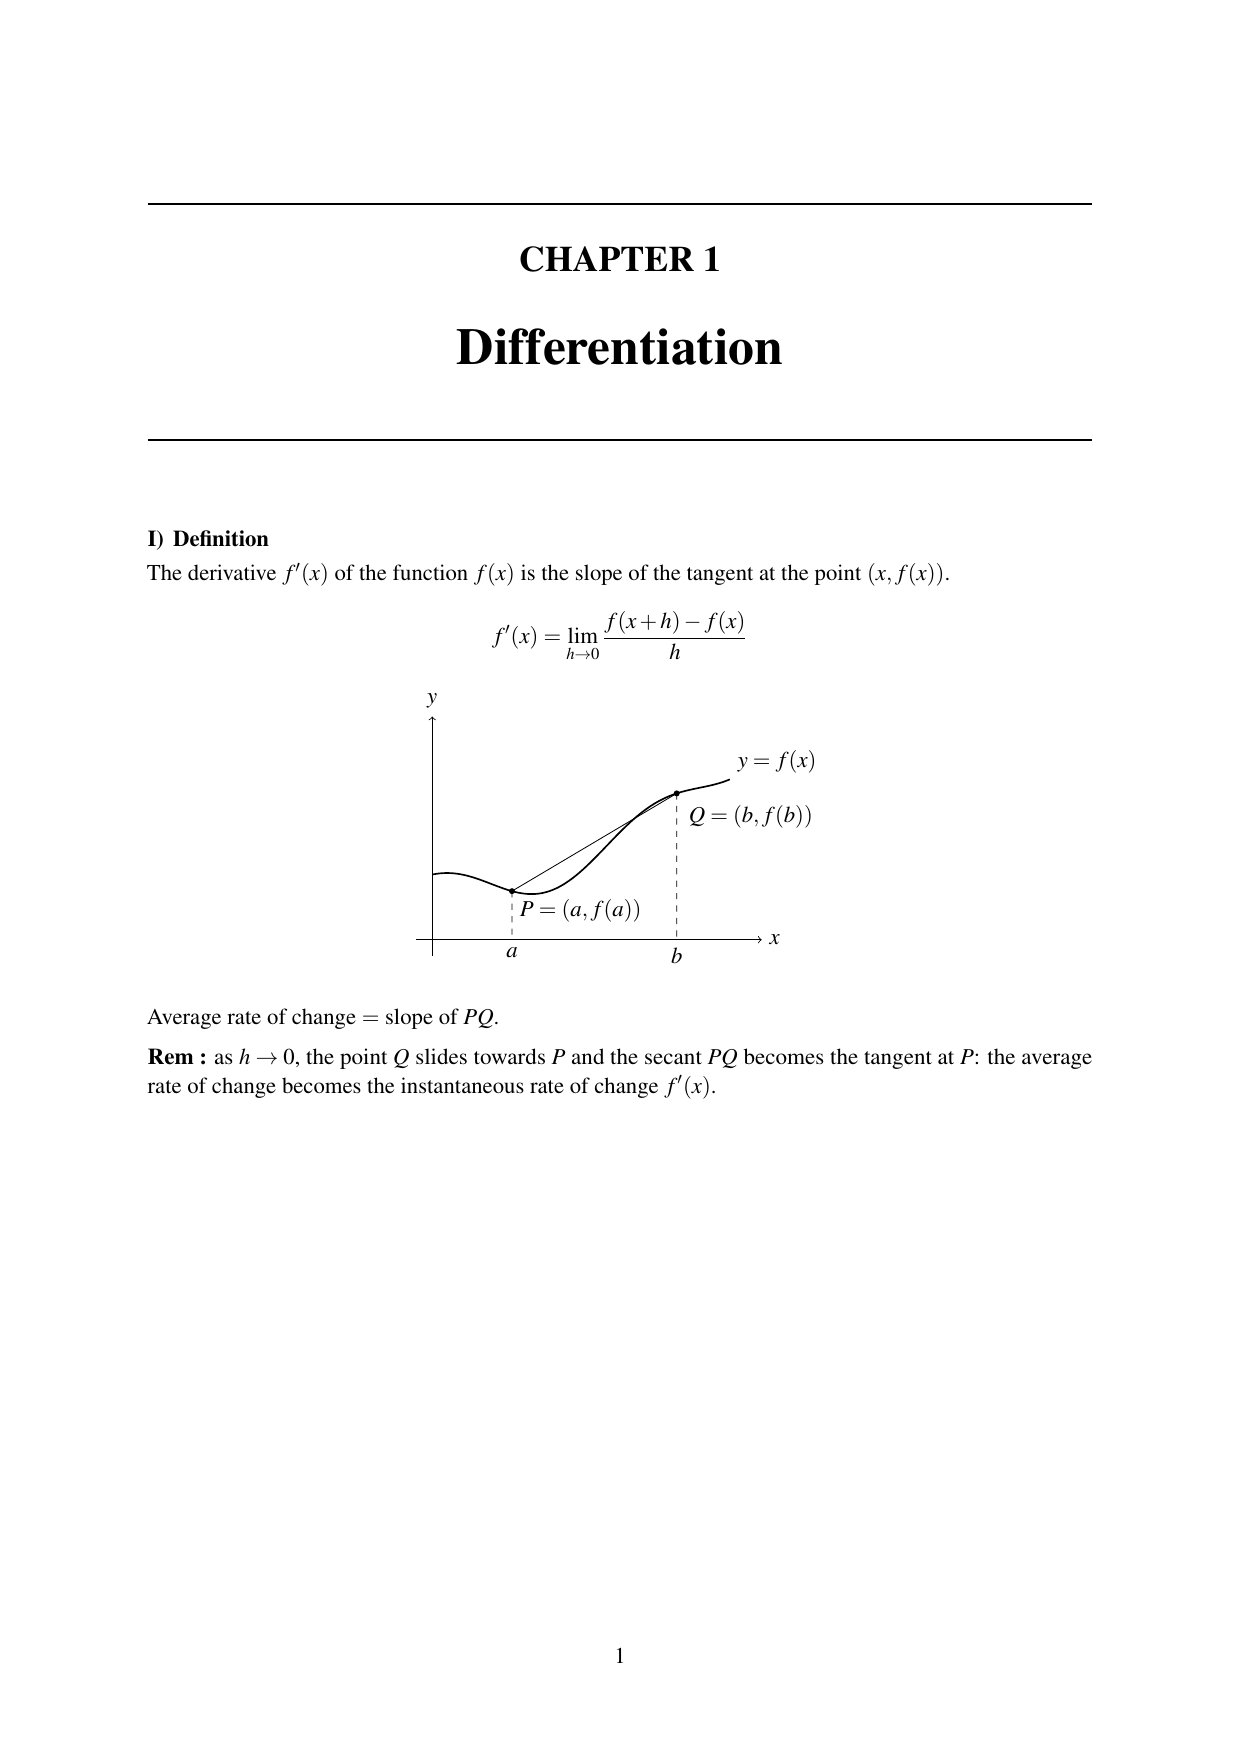 CHAPTER 1
Differentiation
I) Definition
The derivative f′(x) of the function f(x) is the slope of the tangent at the point (x, f(x)).
f′(x) = lim h→0 (f(x+h) − f(x)) / h
y
y = f(x)
Q = (b, f(b))
P = (a, f(a))
x
a
b
Average rate of change = slope of PQ.
Rem : as h → 0, the point Q slides towards P and the secant PQ becomes the tangent at P: the average
rate of change becomes the instantaneous rate of change f′(x).
1